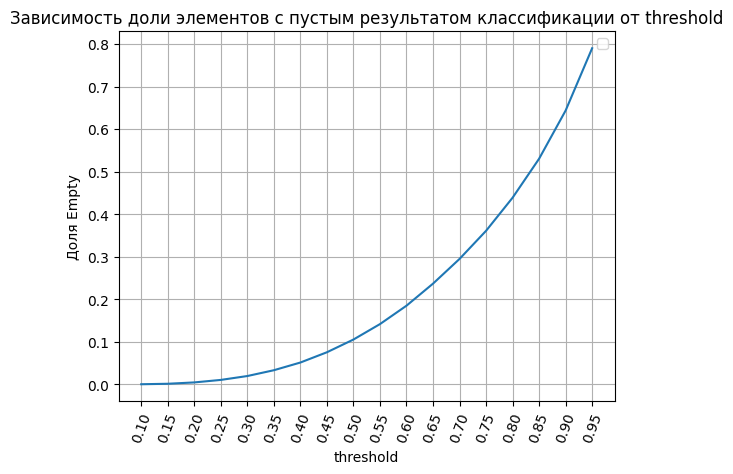 Зависимость доли элементов с пустым результатом классификации от threshold
0.8
0.7
0.6
0.5
0.4
0.3
0.2
0.1
0.0
Доля Empty
0.10 0.15 0.20 0.25 0.30 0.35 0.40 0.45 0.50 0.55 0.60 0.65 0.70 0.75 0.80 0.85 0.90 0.95
threshold